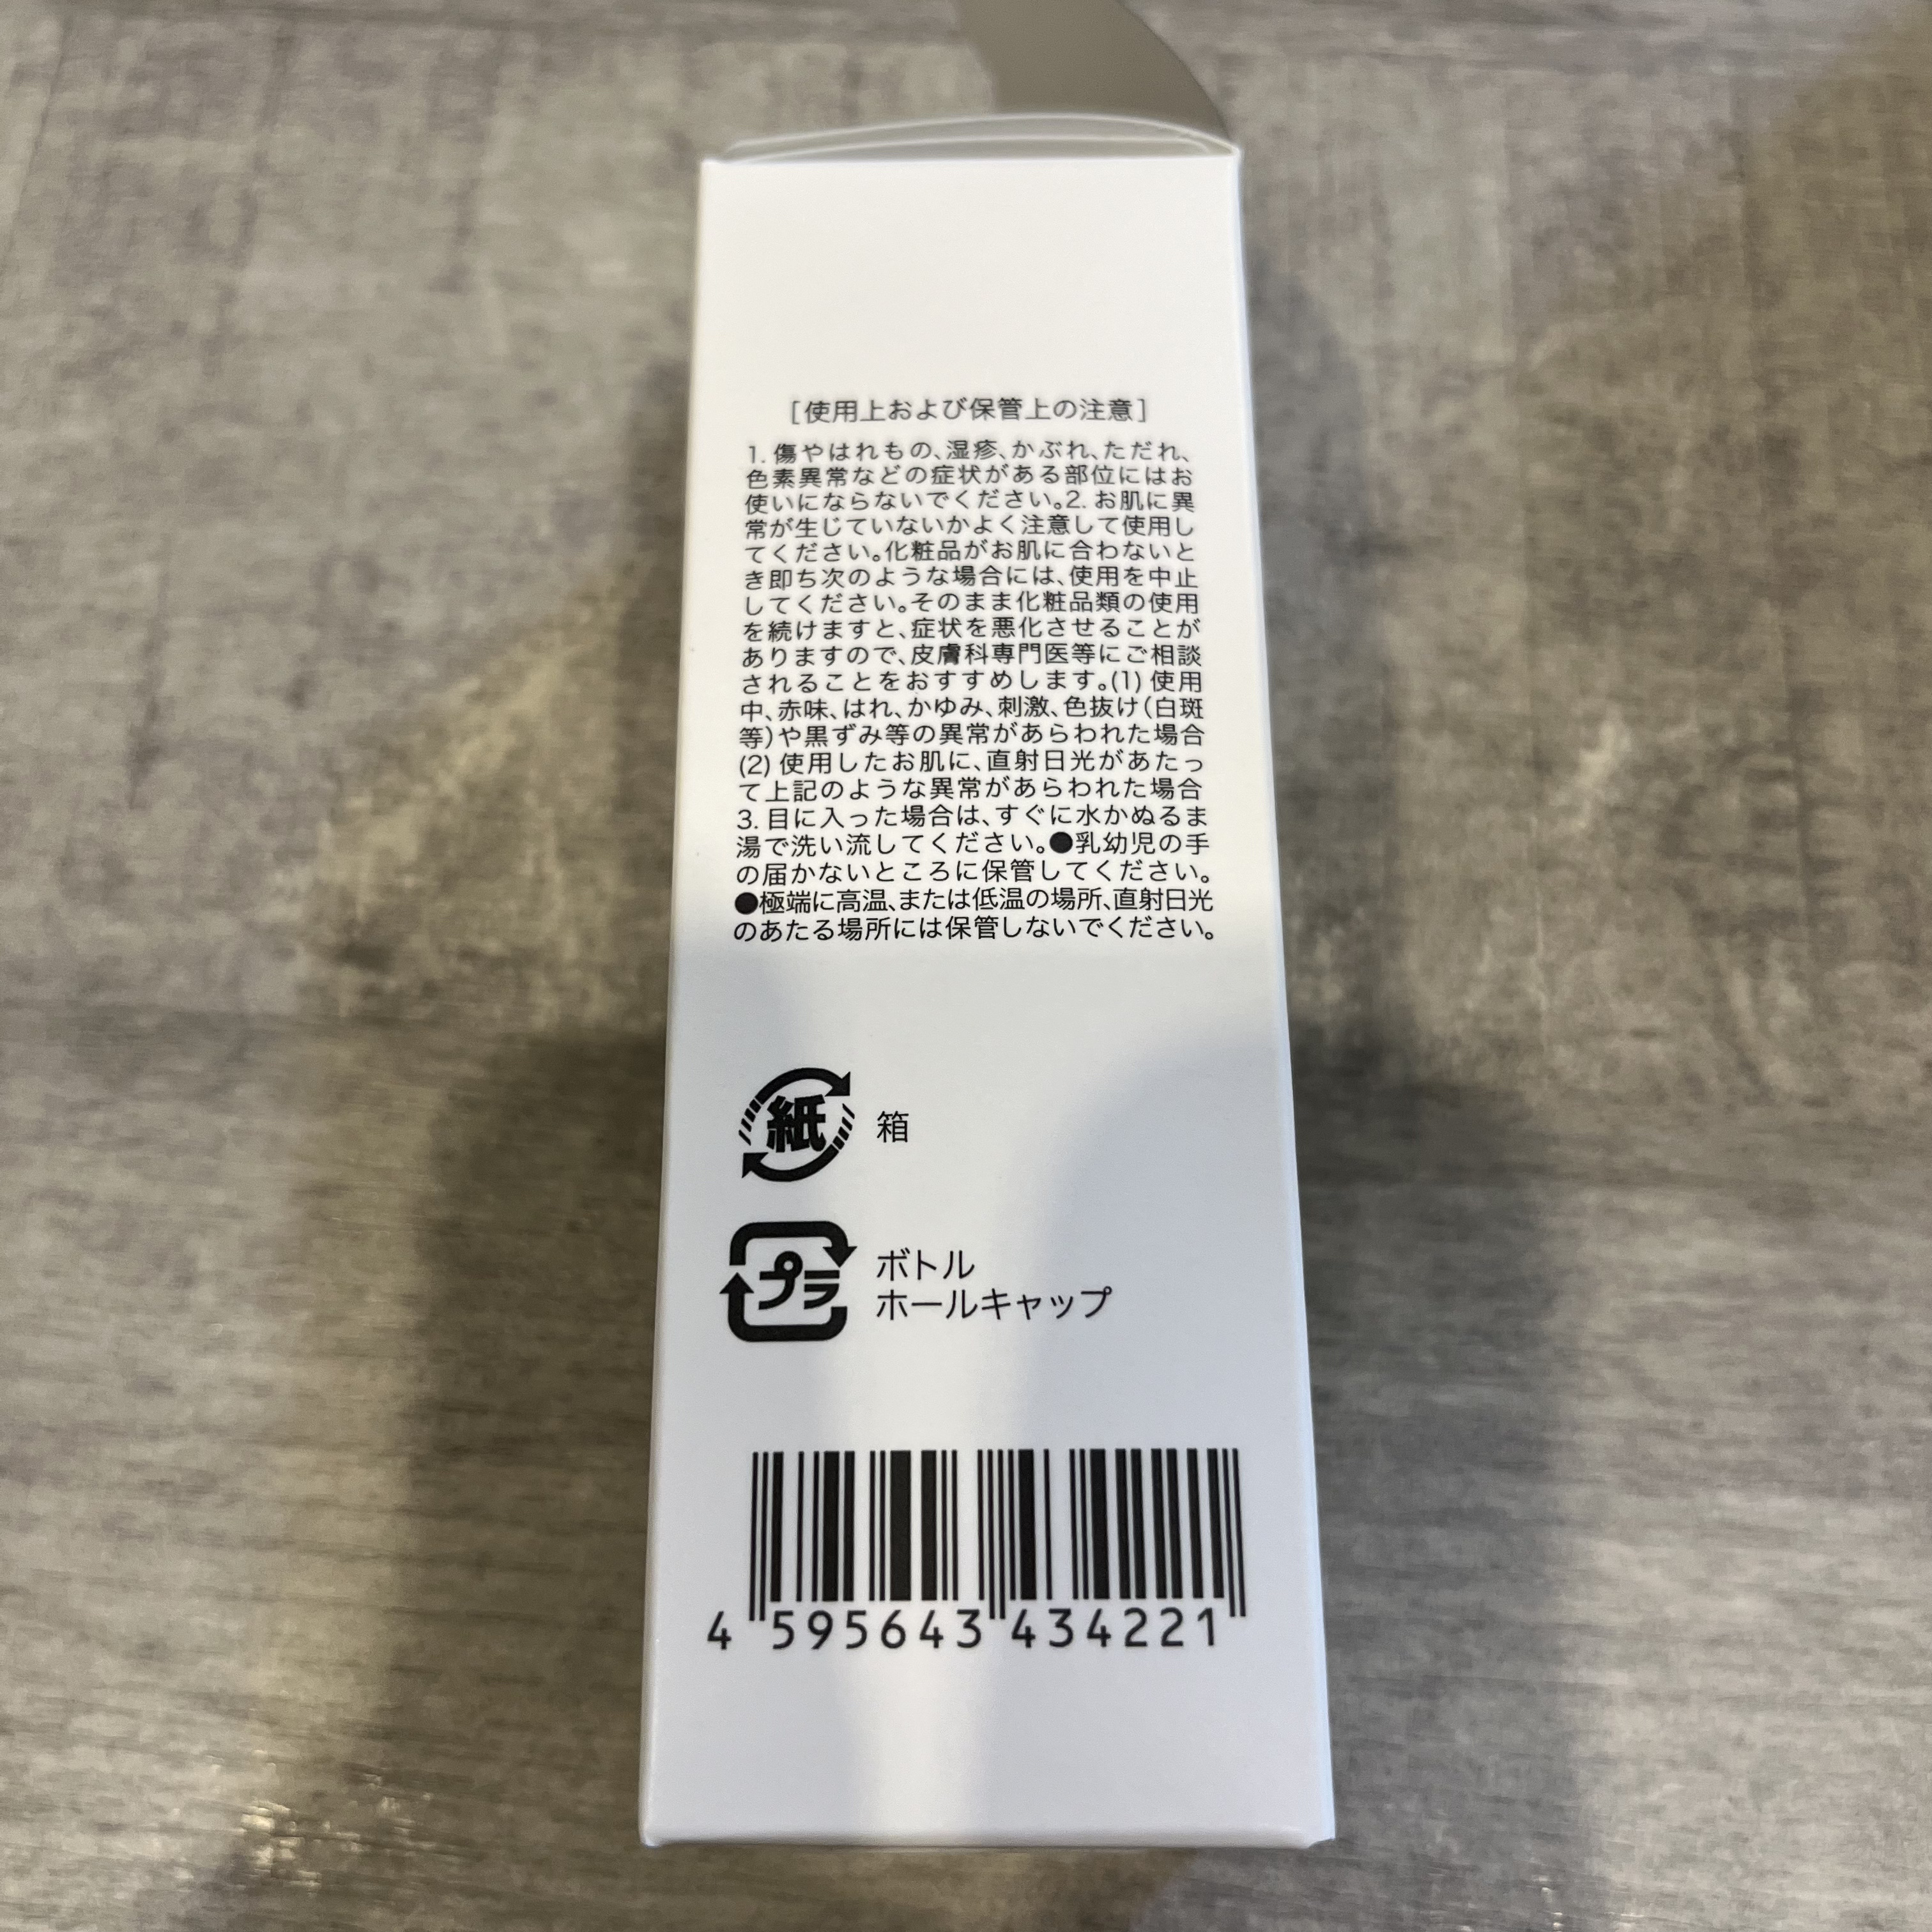 [使用上および保管上の注意]
1. 傷やはれもの、湿疹、かぶれ、ただれ、
色素異常などの症状がある部位にはお
使いにならないでください。2. お肌に異
常が生じていないかよく注意して使用し
てください。化粧品がお肌に合わないと
き即ち次のような場合には、使用を中止
してください。そのまま化粧品類の使用
を続けますと、症状を悪化させることが
ありますので、皮膚科専門医等にご相談
されることをおすすめします。(1) 使用
中、赤味、はれ、かゆみ、刺激、色抜け(白斑
等)や黒ずみ等の異常があらわれた場合
(2) 使用したお肌に、直射日光があたっ
て上記のような異常があらわれた場合
3. 目に入った場合は、すぐに水かぬるま
湯で洗い流してください。●乳幼児の手
の届かないところに保管してください。
●極端に高温、または低温の場所、直射日光
のあたる場所には保管しないでください。
紙 箱
プラ ボトル
ホールキャップ
4 595643 434221